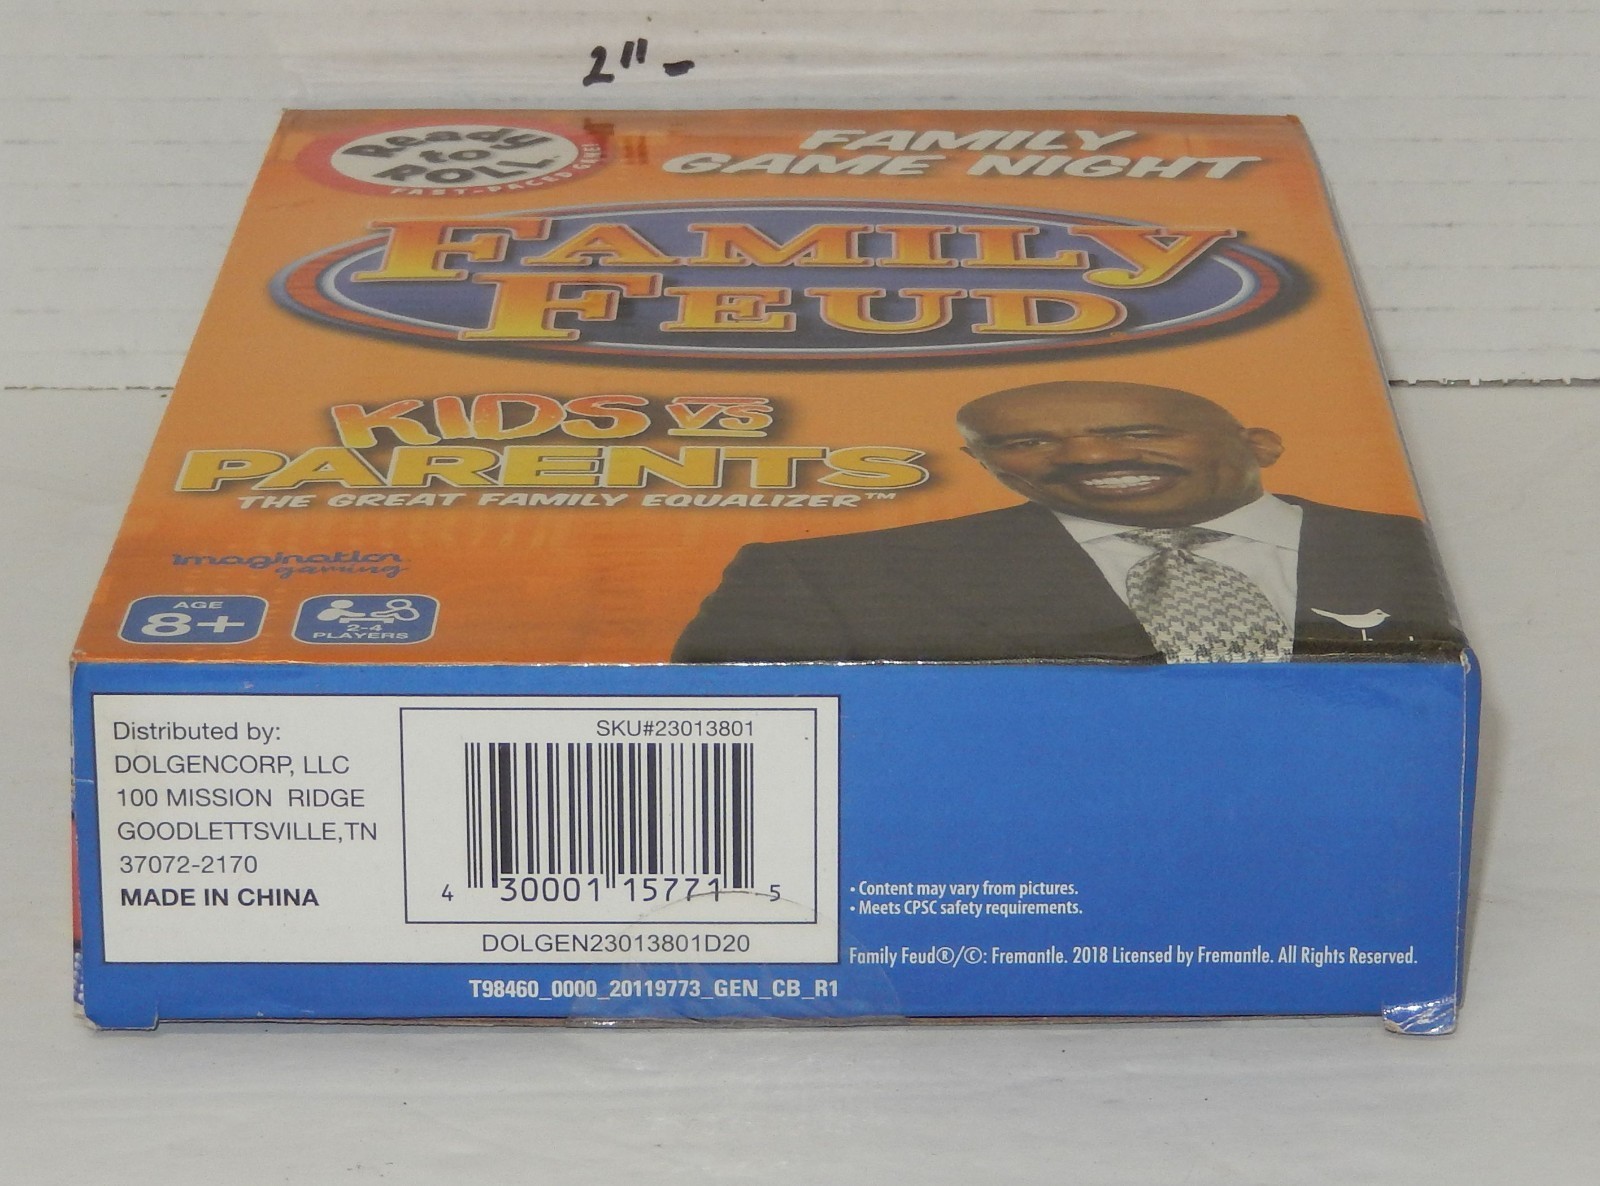 2"-
Ready
to
POLL
FAST-PACED GAME!
FAMILY
GAME NIGHT
FAMILY
FEUD
KIDS VS
PARENTS
THE GREAT FAMILY EQUALIZER™
imagination
gaming
AGE
8+
2-4
PLAYERS
Distributed by:
DOLGENCORP, LLC
100 MISSION RIDGE
GOODLETTSVILLE,TN
37072-2170
MADE IN CHINA
SKU#23013801
4 30001 15771 5
DOLGEN23013801D20
T98460_0000_20119773_GEN_CB_R1
• Content may vary from pictures.
• Meets CPSC safety requirements.
Family Feud®/©: Fremantle. 2018 Licensed by Fremantle. All Rights Reserved.